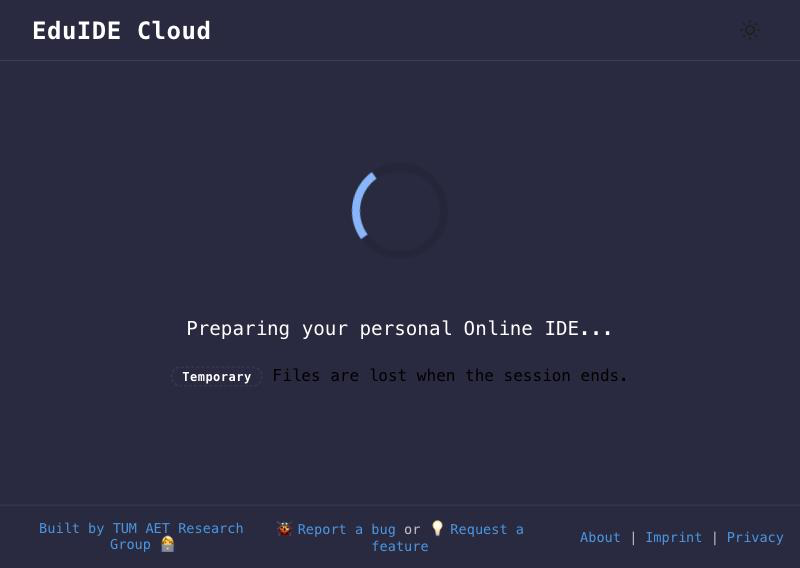 EduIDE Cloud
Preparing your personal Online IDE...
Temporary Files are lost when the session ends.
Built by TUM AET Research
Group
Report a bug or Request a
feature
About | Imprint | Privacy